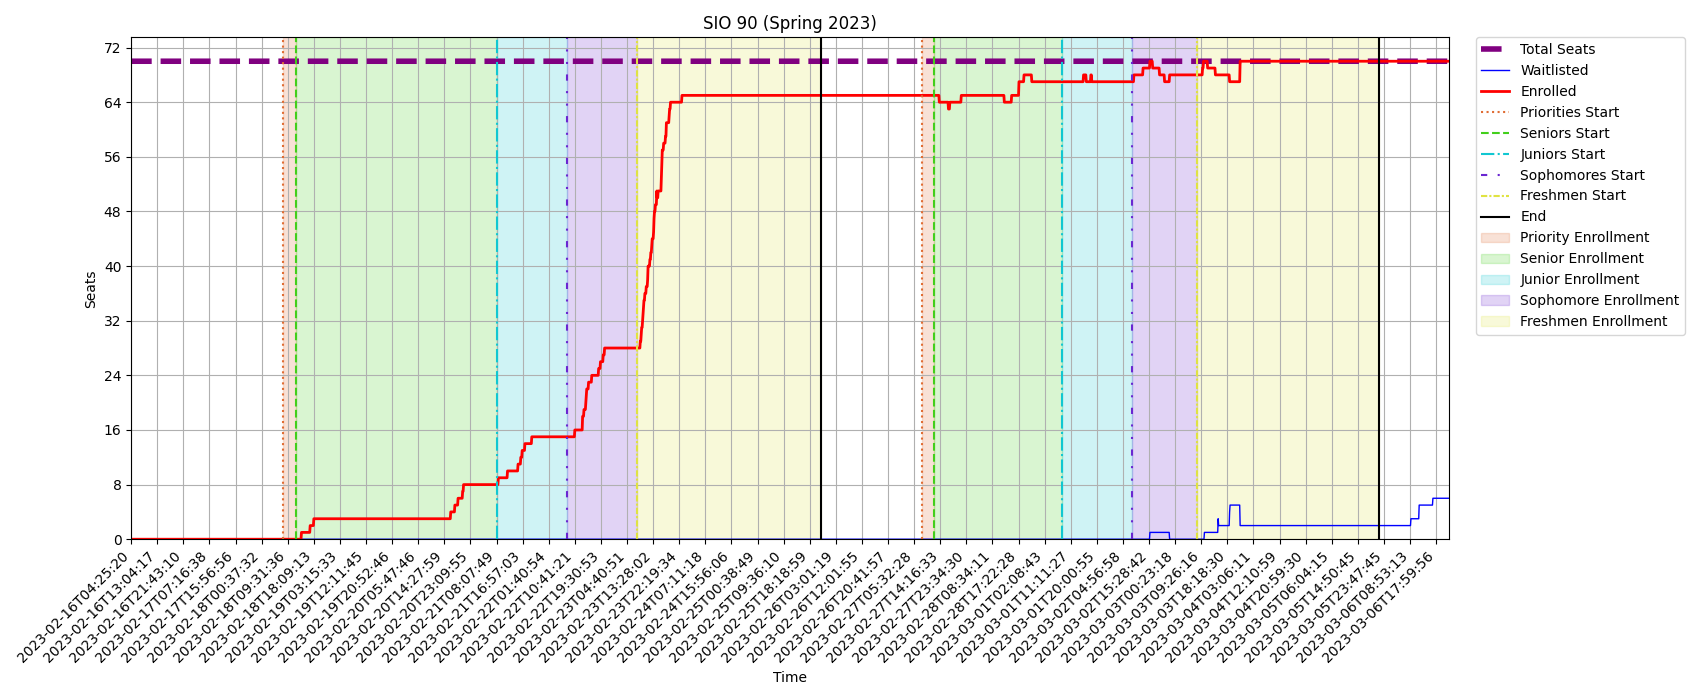 SIO 90 (Spring 2023)
Seats
72
64
56
48
40
32
24
16
8
0
2023-02-16T04:25:20
2023-02-16T13:04:17
2023-02-16T21:43:10
2023-02-17T07:16:38
2023-02-17T15:56:56
2023-02-18T00:37:32
2023-02-18T09:31:36
2023-02-18T18:09:13
2023-02-19T03:15:33
2023-02-19T12:11:45
2023-02-19T20:52:46
2023-02-20T05:47:46
2023-02-20T14:27:59
2023-02-20T23:09:55
2023-02-21T08:07:49
2023-02-21T16:57:03
2023-02-22T01:40:54
2023-02-22T10:41:21
2023-02-22T19:30:53
2023-02-23T04:40:51
2023-02-23T13:28:02
2023-02-23T22:19:34
2023-02-24T07:11:18
2023-02-24T15:56:06
2023-02-25T00:38:49
2023-02-25T09:36:10
2023-02-25T18:18:59
2023-02-26T03:01:19
2023-02-26T12:01:55
2023-02-26T20:41:57
2023-02-27T05:32:28
2023-02-27T14:16:33
2023-02-27T23:34:30
2023-02-28T08:34:11
2023-02-28T17:22:28
2023-03-01T02:08:43
2023-03-01T11:11:27
2023-03-01T20:00:55
2023-03-02T04:56:58
2023-03-02T15:28:42
2023-03-03T00:23:18
2023-03-03T09:26:16
2023-03-03T18:18:30
2023-03-04T03:06:11
2023-03-04T12:10:59
2023-03-04T20:59:30
2023-03-05T06:04:15
2023-03-05T14:50:45
2023-03-05T23:47:45
2023-03-06T08:53:13
2023-03-06T17:59:56
Time
Total Seats
Waitlisted
Enrolled
Priorities Start
Seniors Start
Juniors Start
Sophomores Start
Freshmen Start
End
Priority Enrollment
Senior Enrollment
Junior Enrollment
Sophomore Enrollment
Freshmen Enrollment